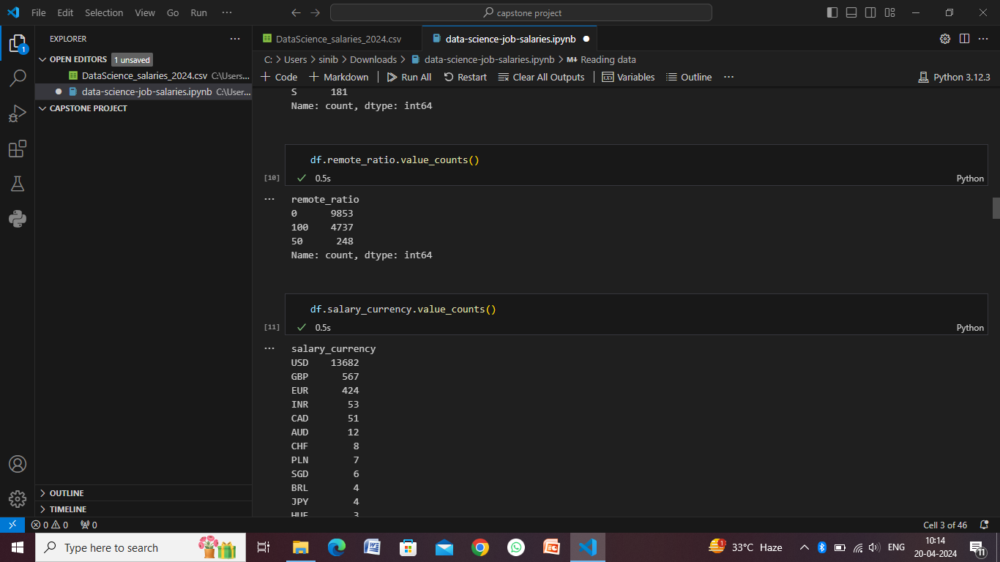 File Edit Selection View Go Run ··· capstone project
EXPLORER ···
OPEN EDITORS 1 unsaved
DataScience_salaries_2024.csv C:\Users...
data-science-job-salaries.ipynb C:\User...
CAPSTONE PROJECT
OUTLINE
TIMELINE
DataScience_salaries_2024.csv data-science-job-salaries.ipynb
C: > Users > sinib > Downloads > data-science-job-salaries.ipynb > Reading data
+ Code + Markdown Run All Restart Clear All Outputs Variables Outline ··· Python 3.12.3
S 181
Name: count, dtype: int64
df.remote_ratio.value_counts()
[10] 0.5s Python
remote_ratio
0 9853
100 4737
50 248
Name: count, dtype: int64
df.salary_currency.value_counts()
[11] 0.5s Python
salary_currency
USD 13682
GBP 567
EUR 424
INR 53
CAD 51
AUD 12
CHF 8
PLN 7
SGD 6
BRL 4
JPY 4
HUF 3
0 0 0 Cell 3 of 46
Type here to search 33°C Haze ENG 10:14
20-04-2024 11